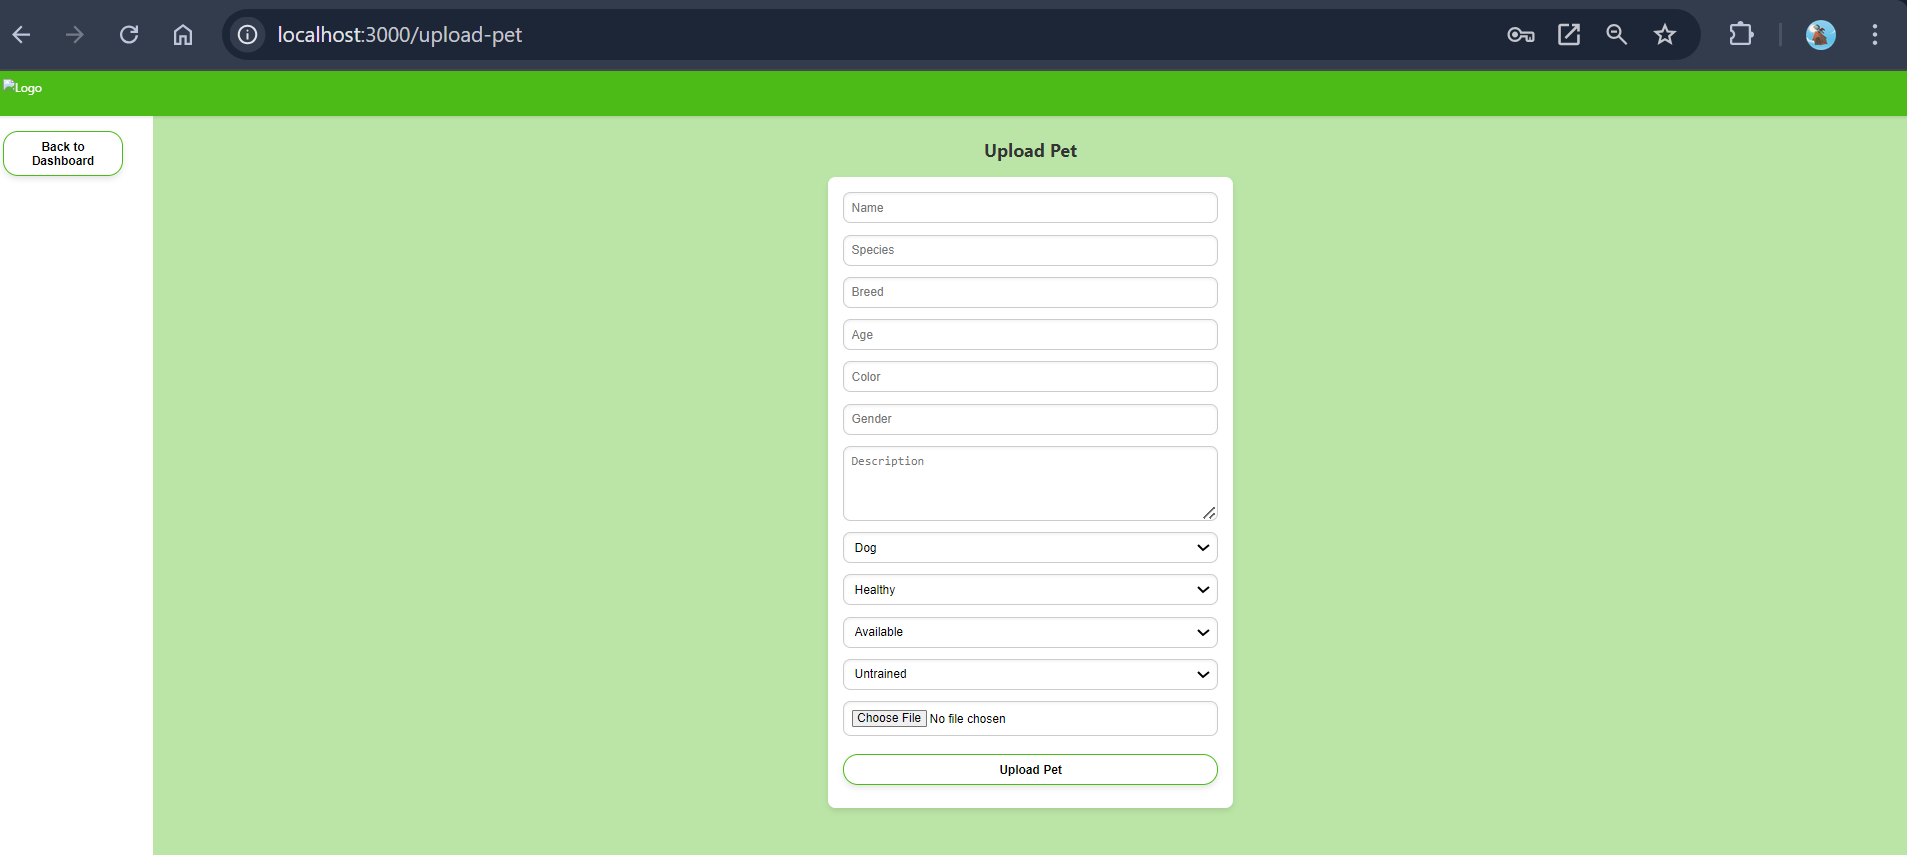 localhost:3000/upload-pet
Logo
Back to
Dashboard
Upload Pet
Name
Species
Breed
Age
Color
Gender
Description
Dog
Healthy
Available
Untrained
Choose File No file chosen
Upload Pet